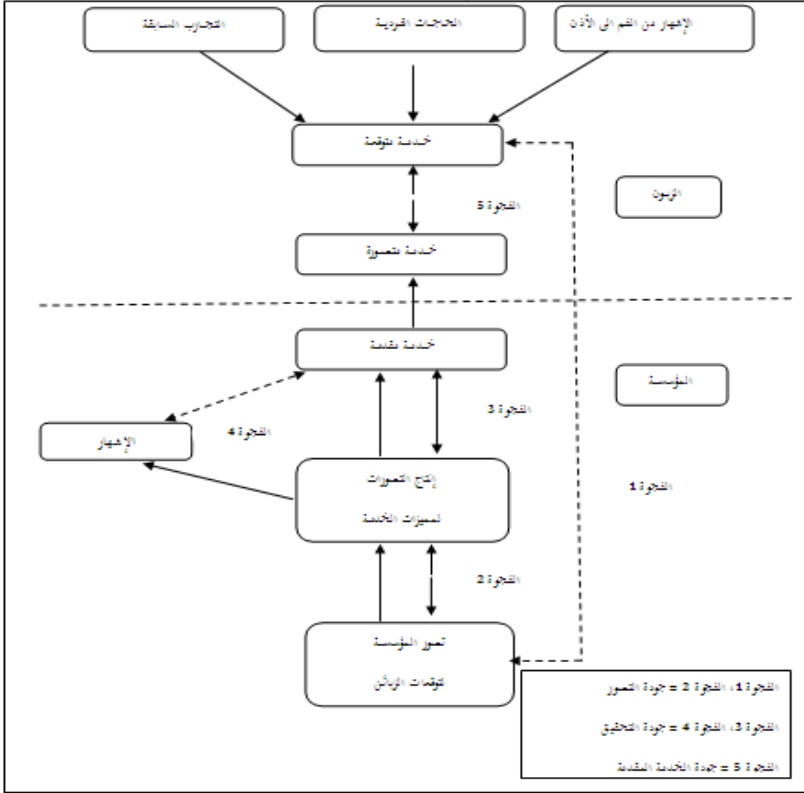 الإشهار من الفم الى الأذن
الحاجات الفردية
التجارب السابقة
خدمة متوقعة
الزبون
الفجوة 5
خدمة متصورة
خدمة مقدمة
المؤسسة
الفجوة 3
الفجوة 4
الإشهار
إنتاج التصورات
لمميزات الخدمة
الفجوة 1
الفجوة 2
تصور المؤسسة
لتوقعات الزبائن
الفجوة 1، الفجوة 2 = جودة التصور
الفجوة 3، الفجوة 4 = جودة التحقيق
الفجوة 5 = جودة الخدمة المقدمة